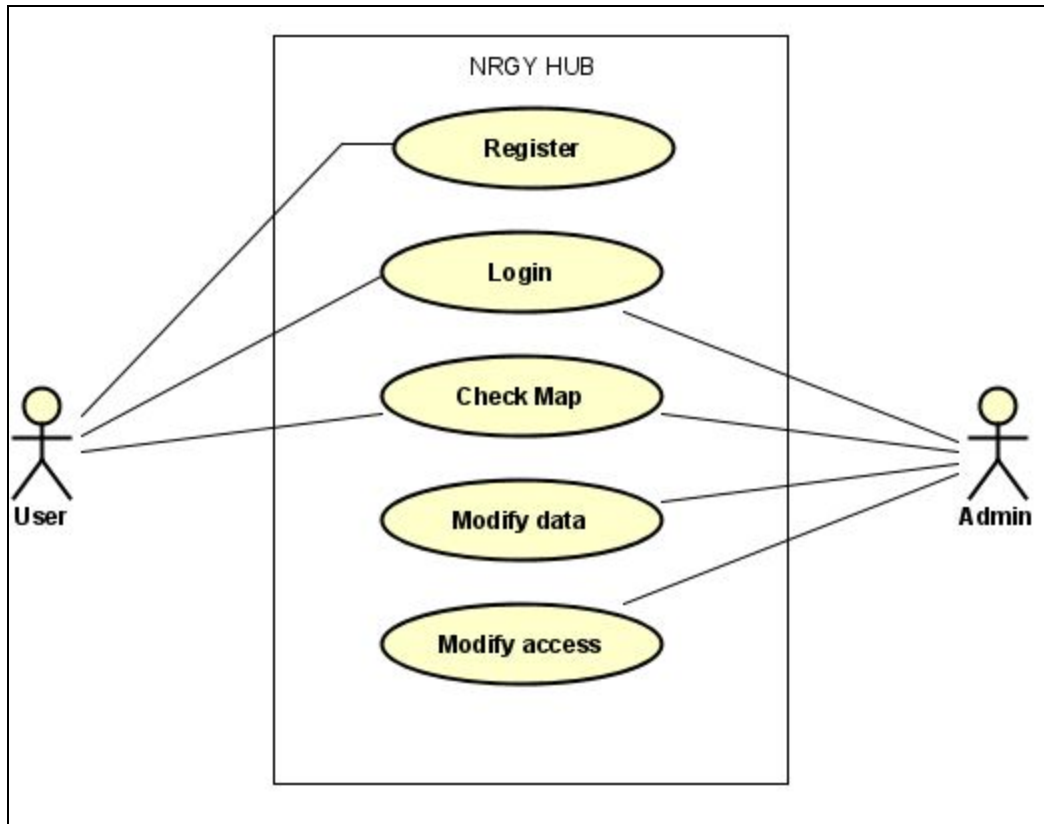 NRGY HUB
Register
Login
Check Map
Modify data
Modify access
User
Admin